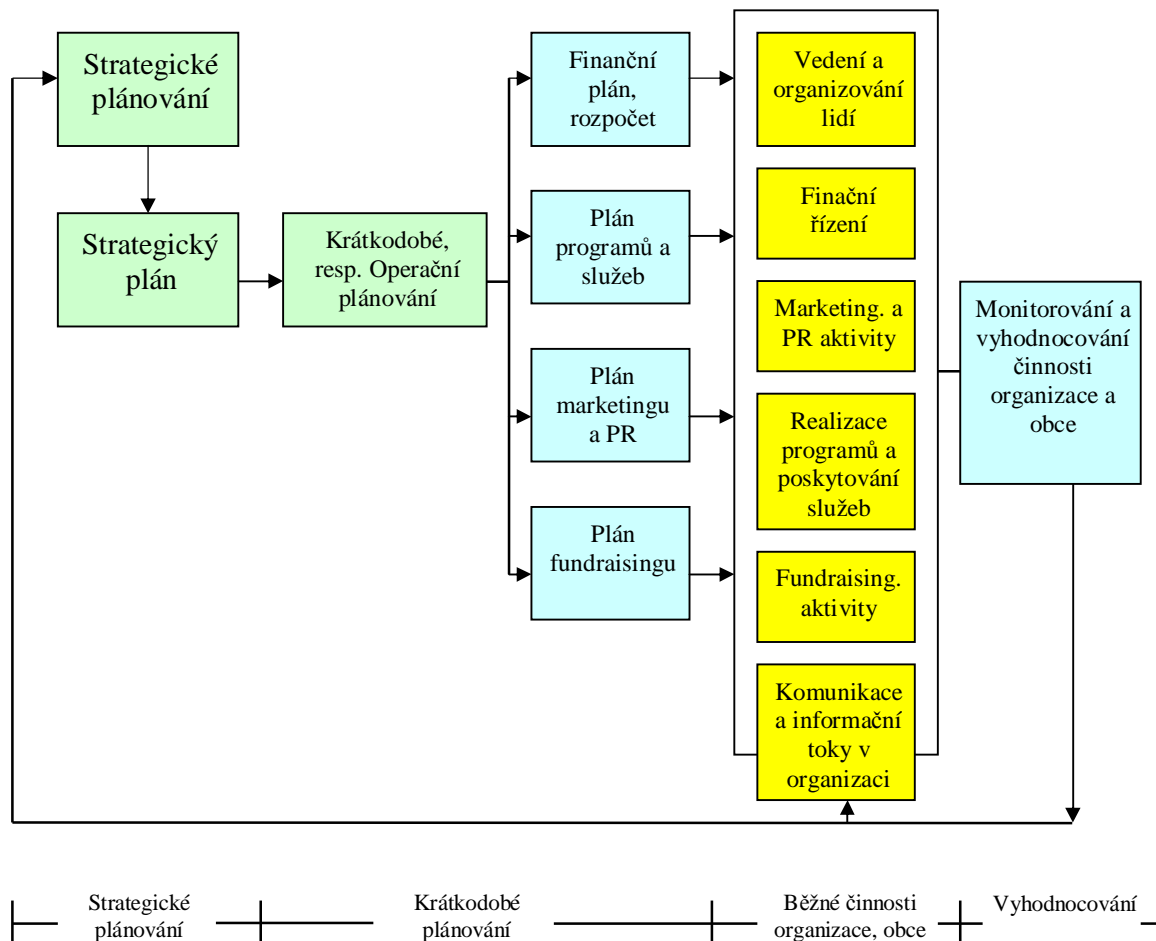 Strategické
plánování
Strategický
plán
Krátkodobé,
resp. Operační
plánování
Finanční
plán,
rozpočet
Plán
programů a
služeb
Plán
marketingu
a PR
Plán
fundraisingu
Vedení a
organizování
lidí
Finační
řízení
Marketing. a
PR aktivity
Realizace
programů a
poskytování
služeb
Fundraising.
aktivity
Komunikace
a informační
toky v
organizaci
Monitorování a
vyhodnocování
činnosti
organizace a
obce
Strategické
plánování
Krátkodobé
plánování
Běžné činnosti
organizace, obce
Vyhodnocování